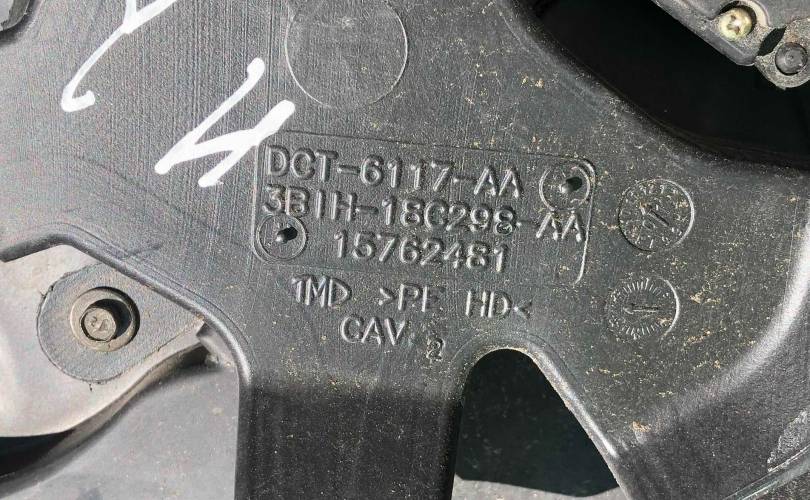 DCT-6117-AA
3B1H-18C298-AA
15762481
1MD >PE HD<
CAV. 2